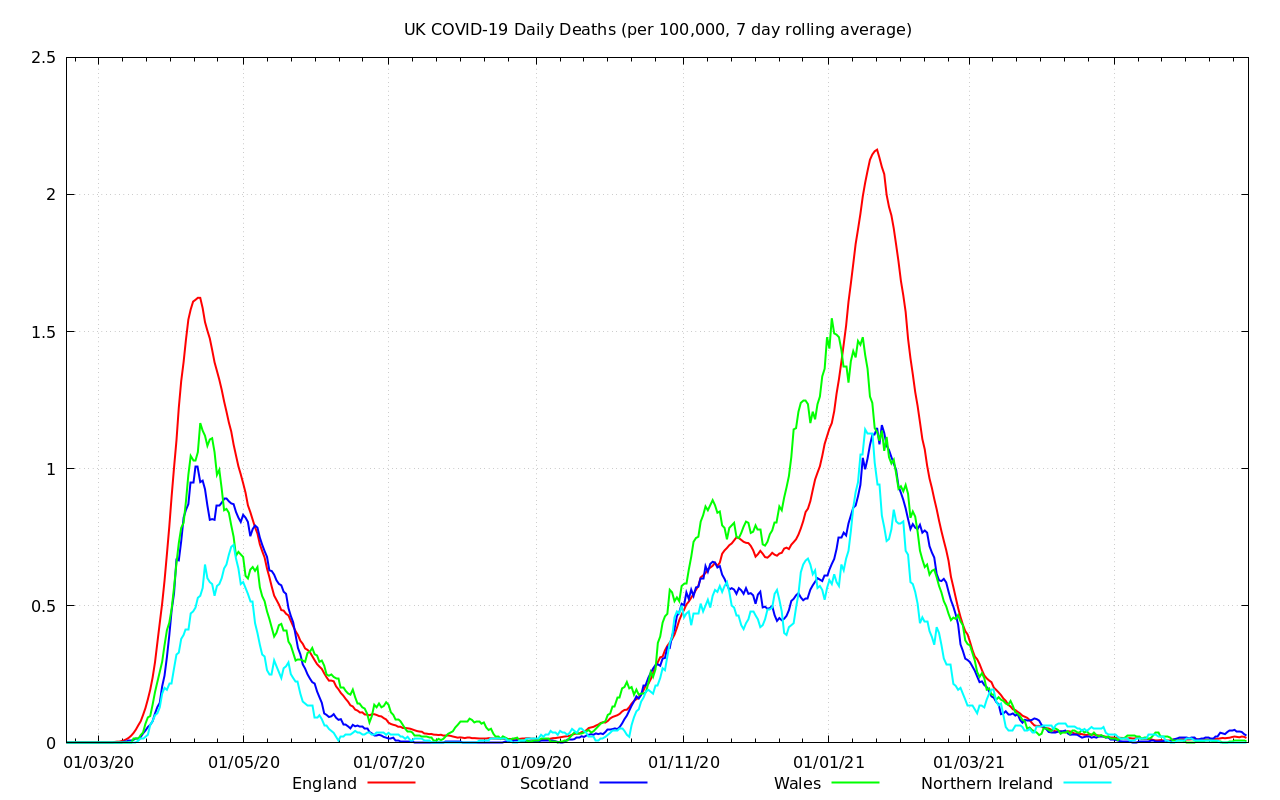 UK COVID-19 Daily Deaths (per 100,000, 7 day rolling average)
2.5
2
1.5
1
0.5
0
01/03/20 01/05/20 01/07/20 01/09/20 01/11/20 01/01/21 01/03/21 01/05/21
England Scotland Wales Northern Ireland